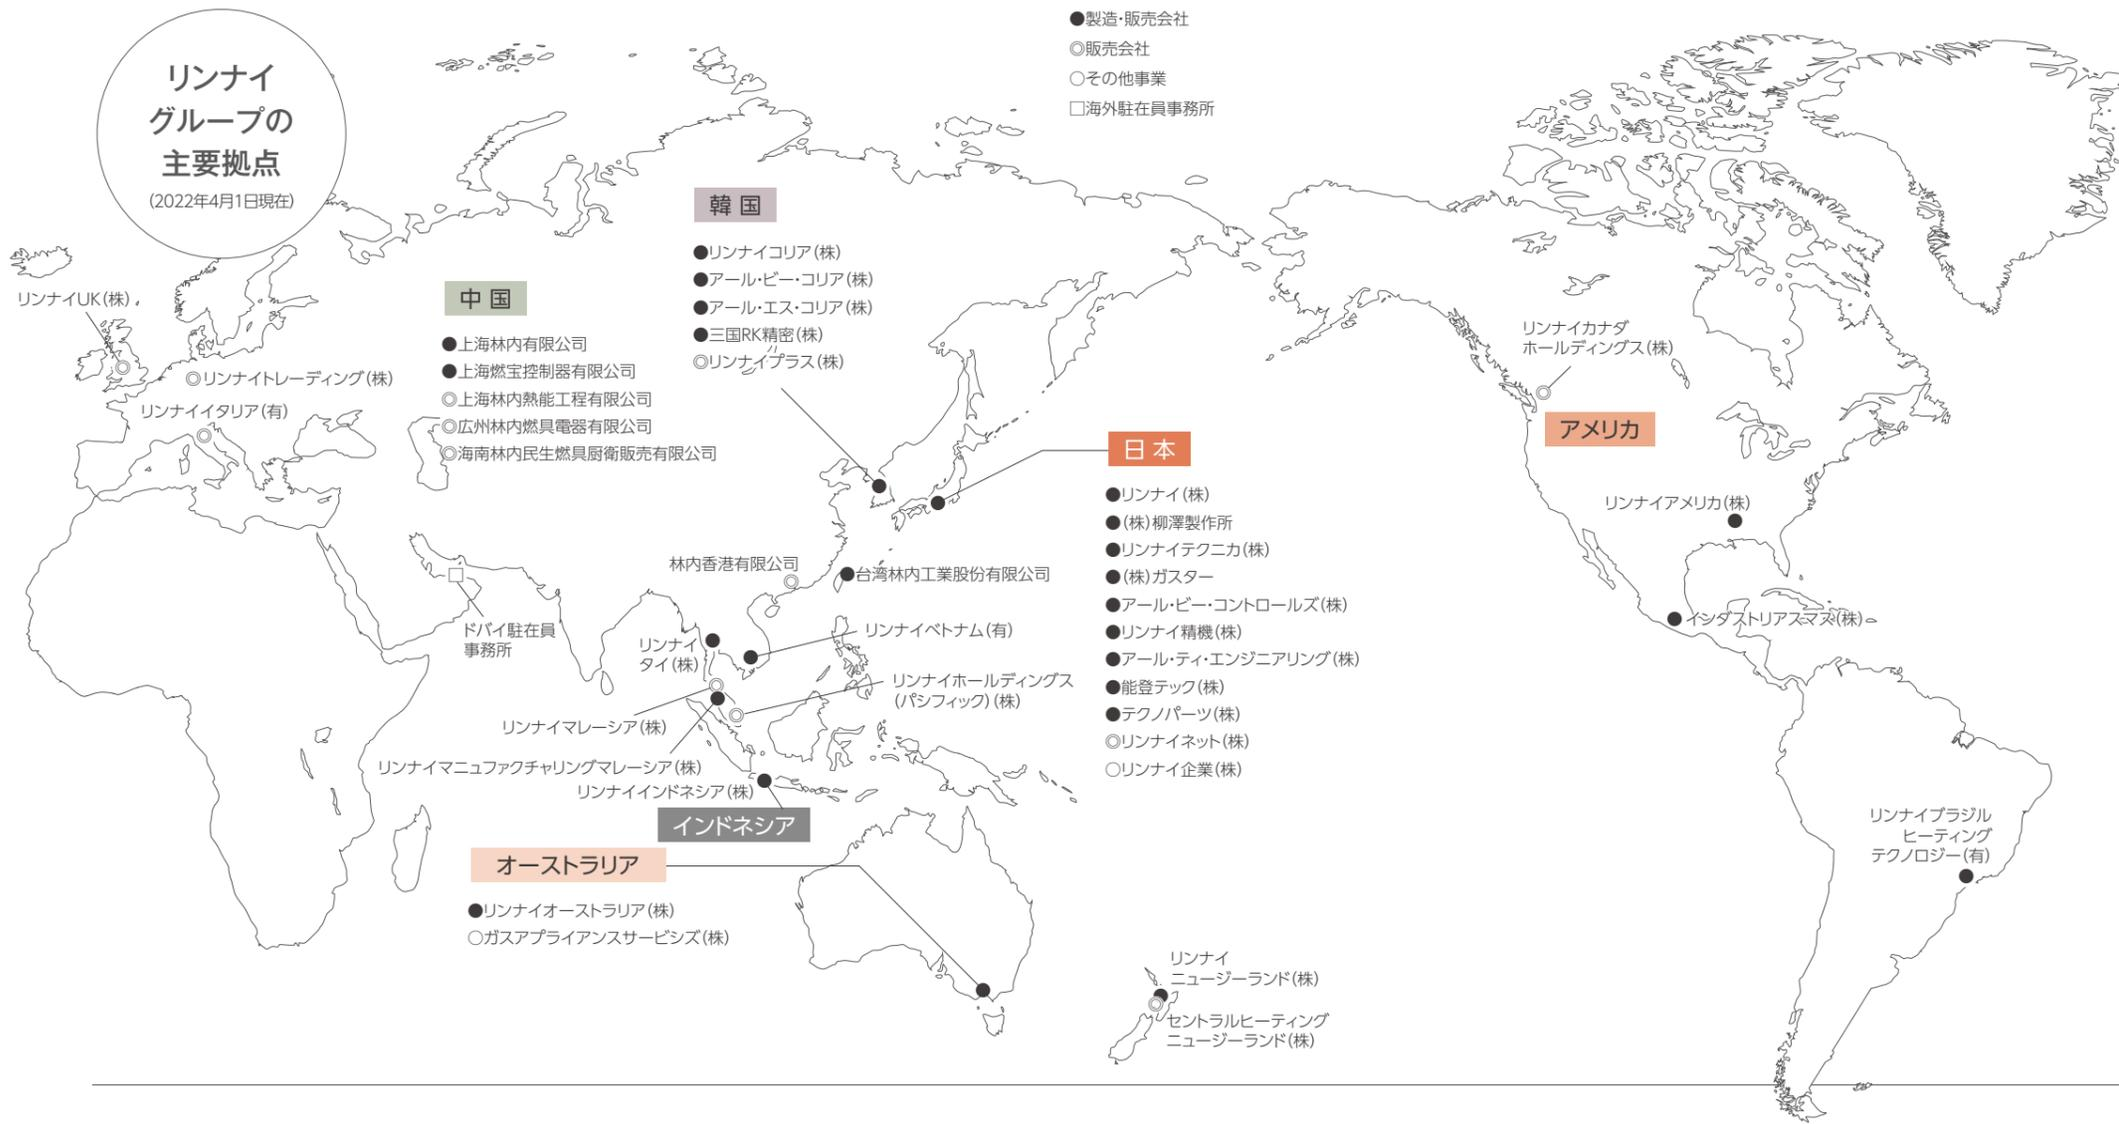 リンナイ
グループの
主要拠点
(2022年4月1日現在)
●製造・販売会社
◎販売会社
○その他事業
□海外駐在員事務所
韓国
●リンナイコリア(株)
●アール・ビー・コリア(株)
●アール・エス・コリア(株)
●三国RK精密(株)
◎リンナイプラス(株)
中国
●上海林内有限公司
●上海燃宝控制器有限公司
◎上海林内熱能工程有限公司
◎広州林内燃具電器有限公司
◎海南林内民生燃具厨衛販売有限公司
リンナイUK(株)
◎リンナイトレーディング(株)
リンナイイタリア(有)
リンナイカナダ
ホールディングス(株)
アメリカ
リンナイアメリカ(株)
日本
●リンナイ(株)
●(株)柳澤製作所
●リンナイテクニカ(株)
●(株)ガスター
●アール・ビー・コントロールズ(株)
●リンナイ精機(株)
●アール・ティ・エンジニアリング(株)
●能登テック(株)
●テクノパーツ(株)
◎リンナイネット(株)
○リンナイ企業(株)
林内香港有限公司
●台湾林内工業股份有限公司
ドバイ駐在員
事務所
リンナイ
タイ(株)
リンナイベトナム(有)
リンナイホールディングス
(パシフィック)(株)
リンナイマレーシア(株)
リンナイマニュファクチャリングマレーシア(株)
リンナイインドネシア(株)
インドネシア
●インダストリアスマス(株)
オーストラリア
●リンナイオーストラリア(株)
○ガスアプライアンスサービシズ(株)
リンナイブラジル
ヒーティング
テクノロジー(有)
リンナイ
ニュージーランド(株)
セントラルヒーティング
ニュージーランド(株)